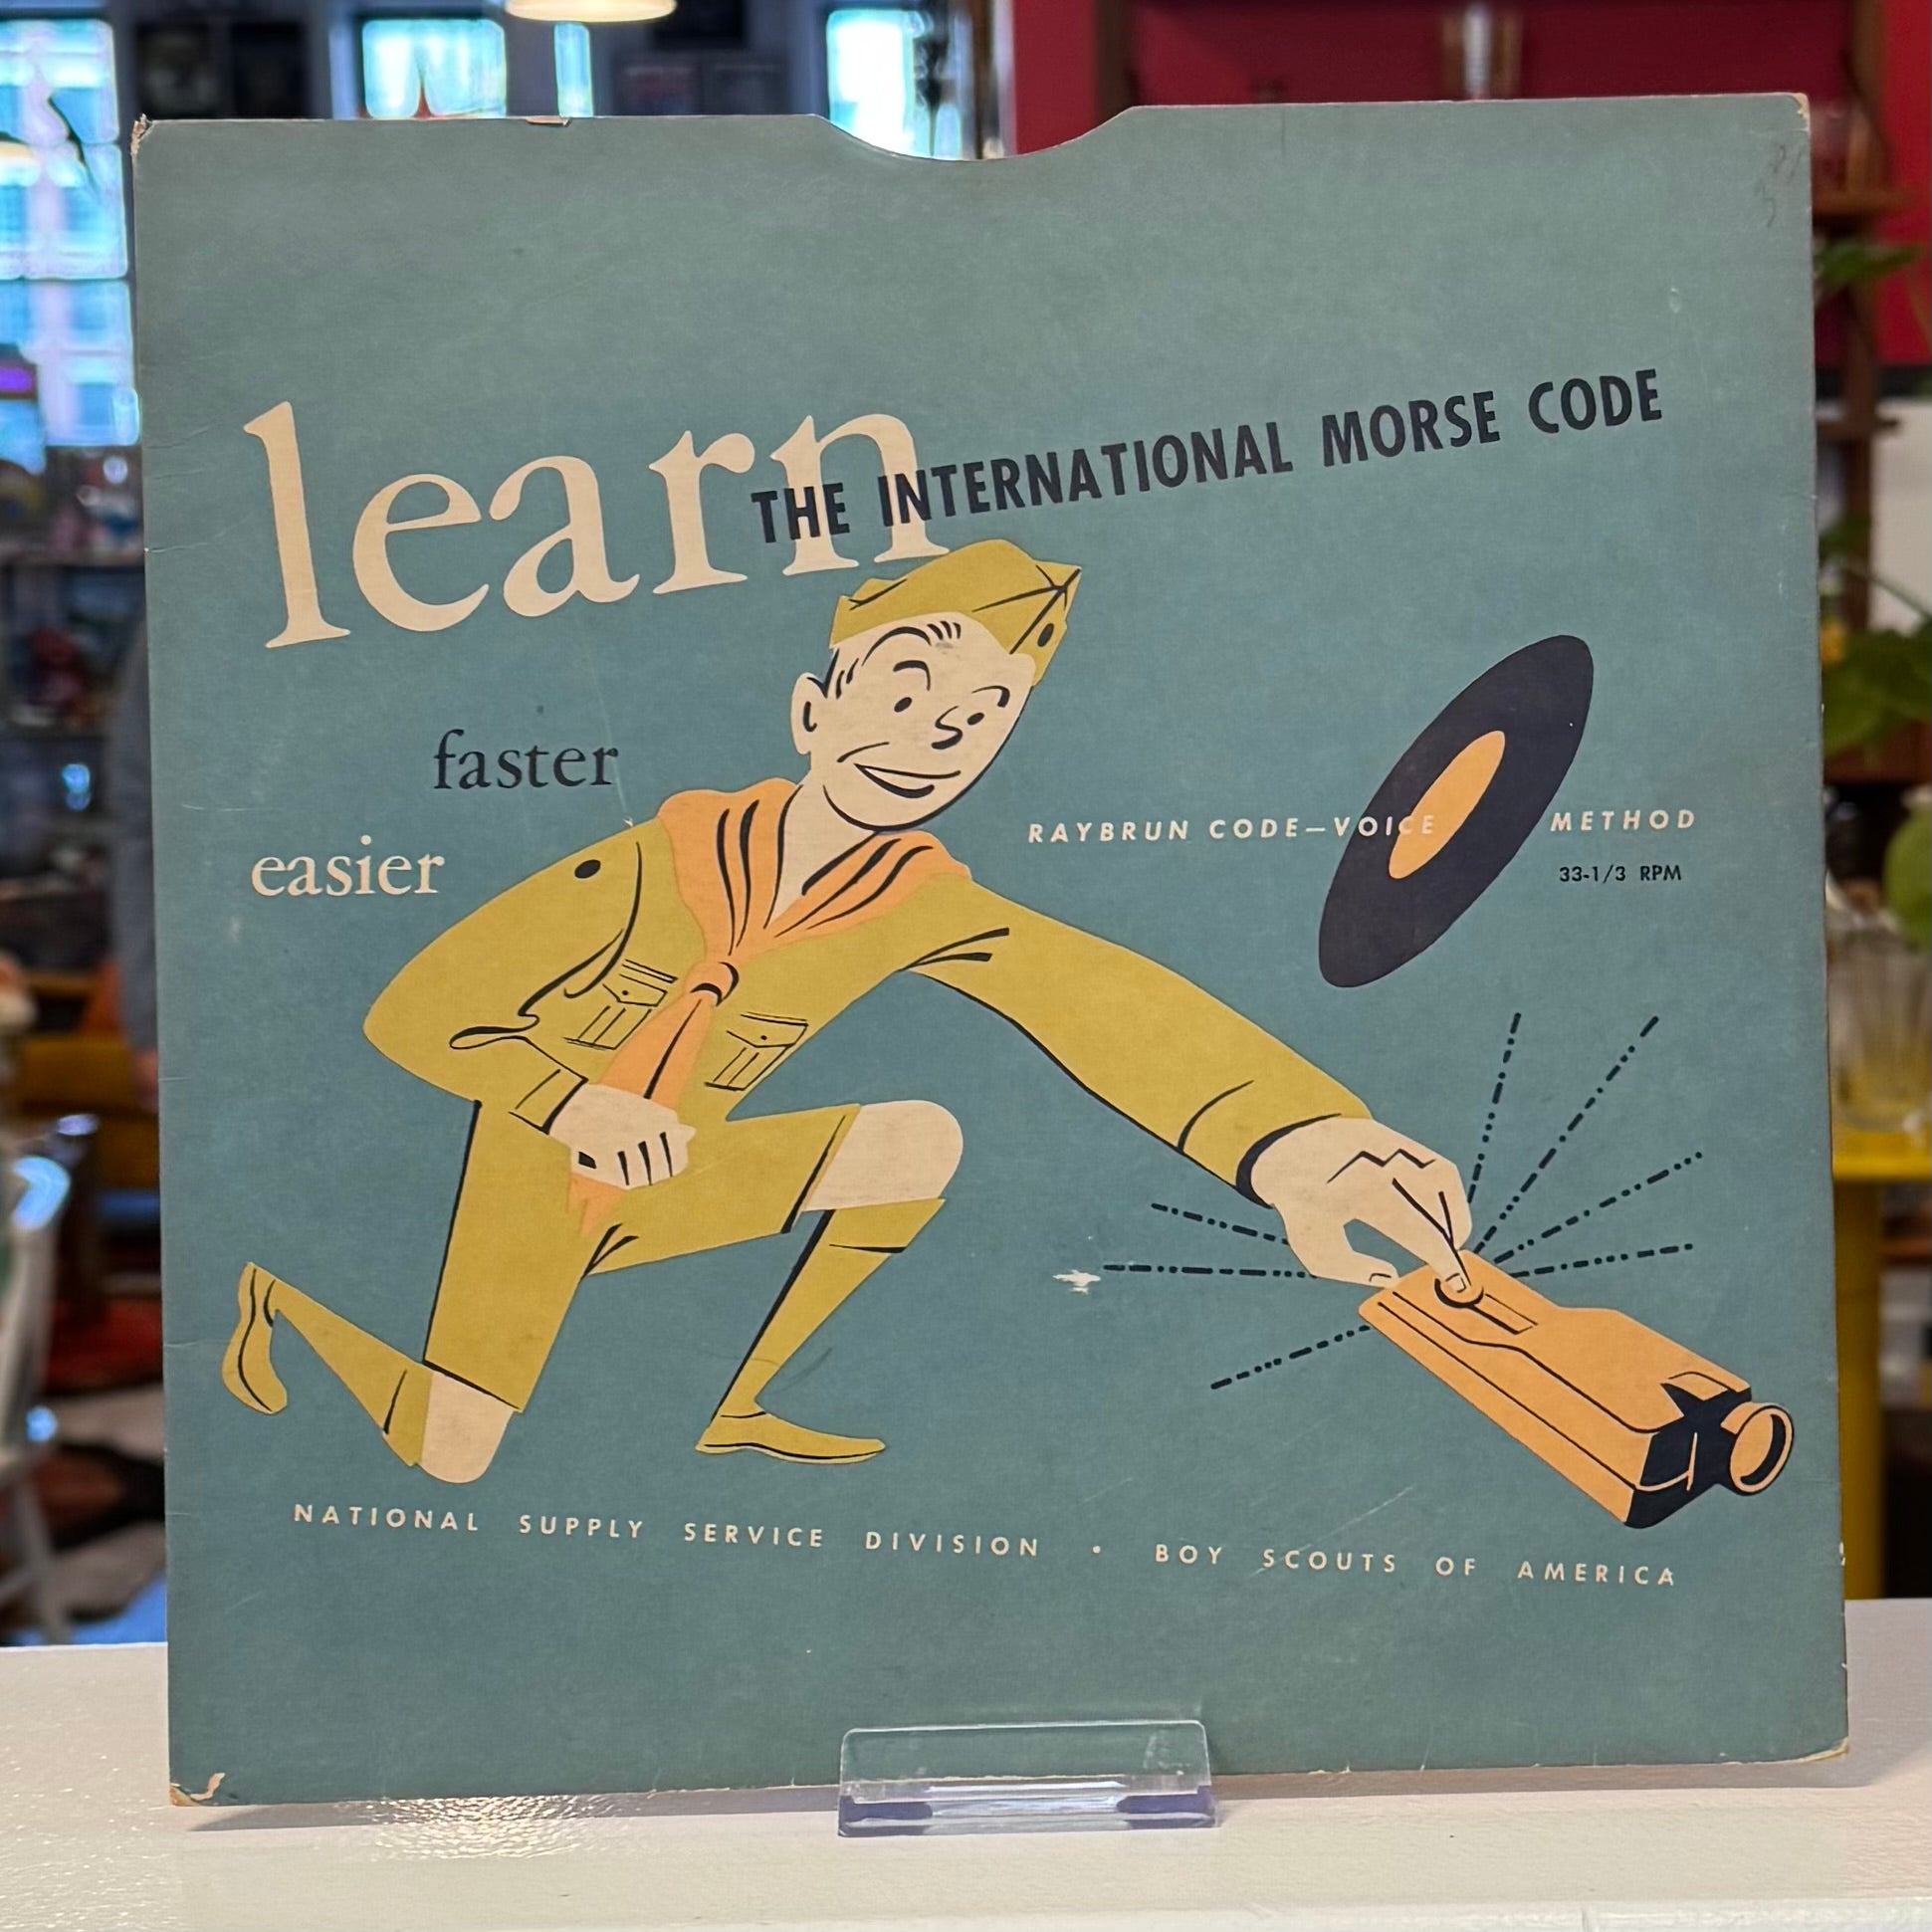 learn
THE INTERNATIONAL MORSE CODE
faster
easier
RAYBRUN CODE—VOICE METHOD
33-1/3 RPM
NATIONAL SUPPLY SERVICE DIVISION • BOY SCOUTS OF AMERICA